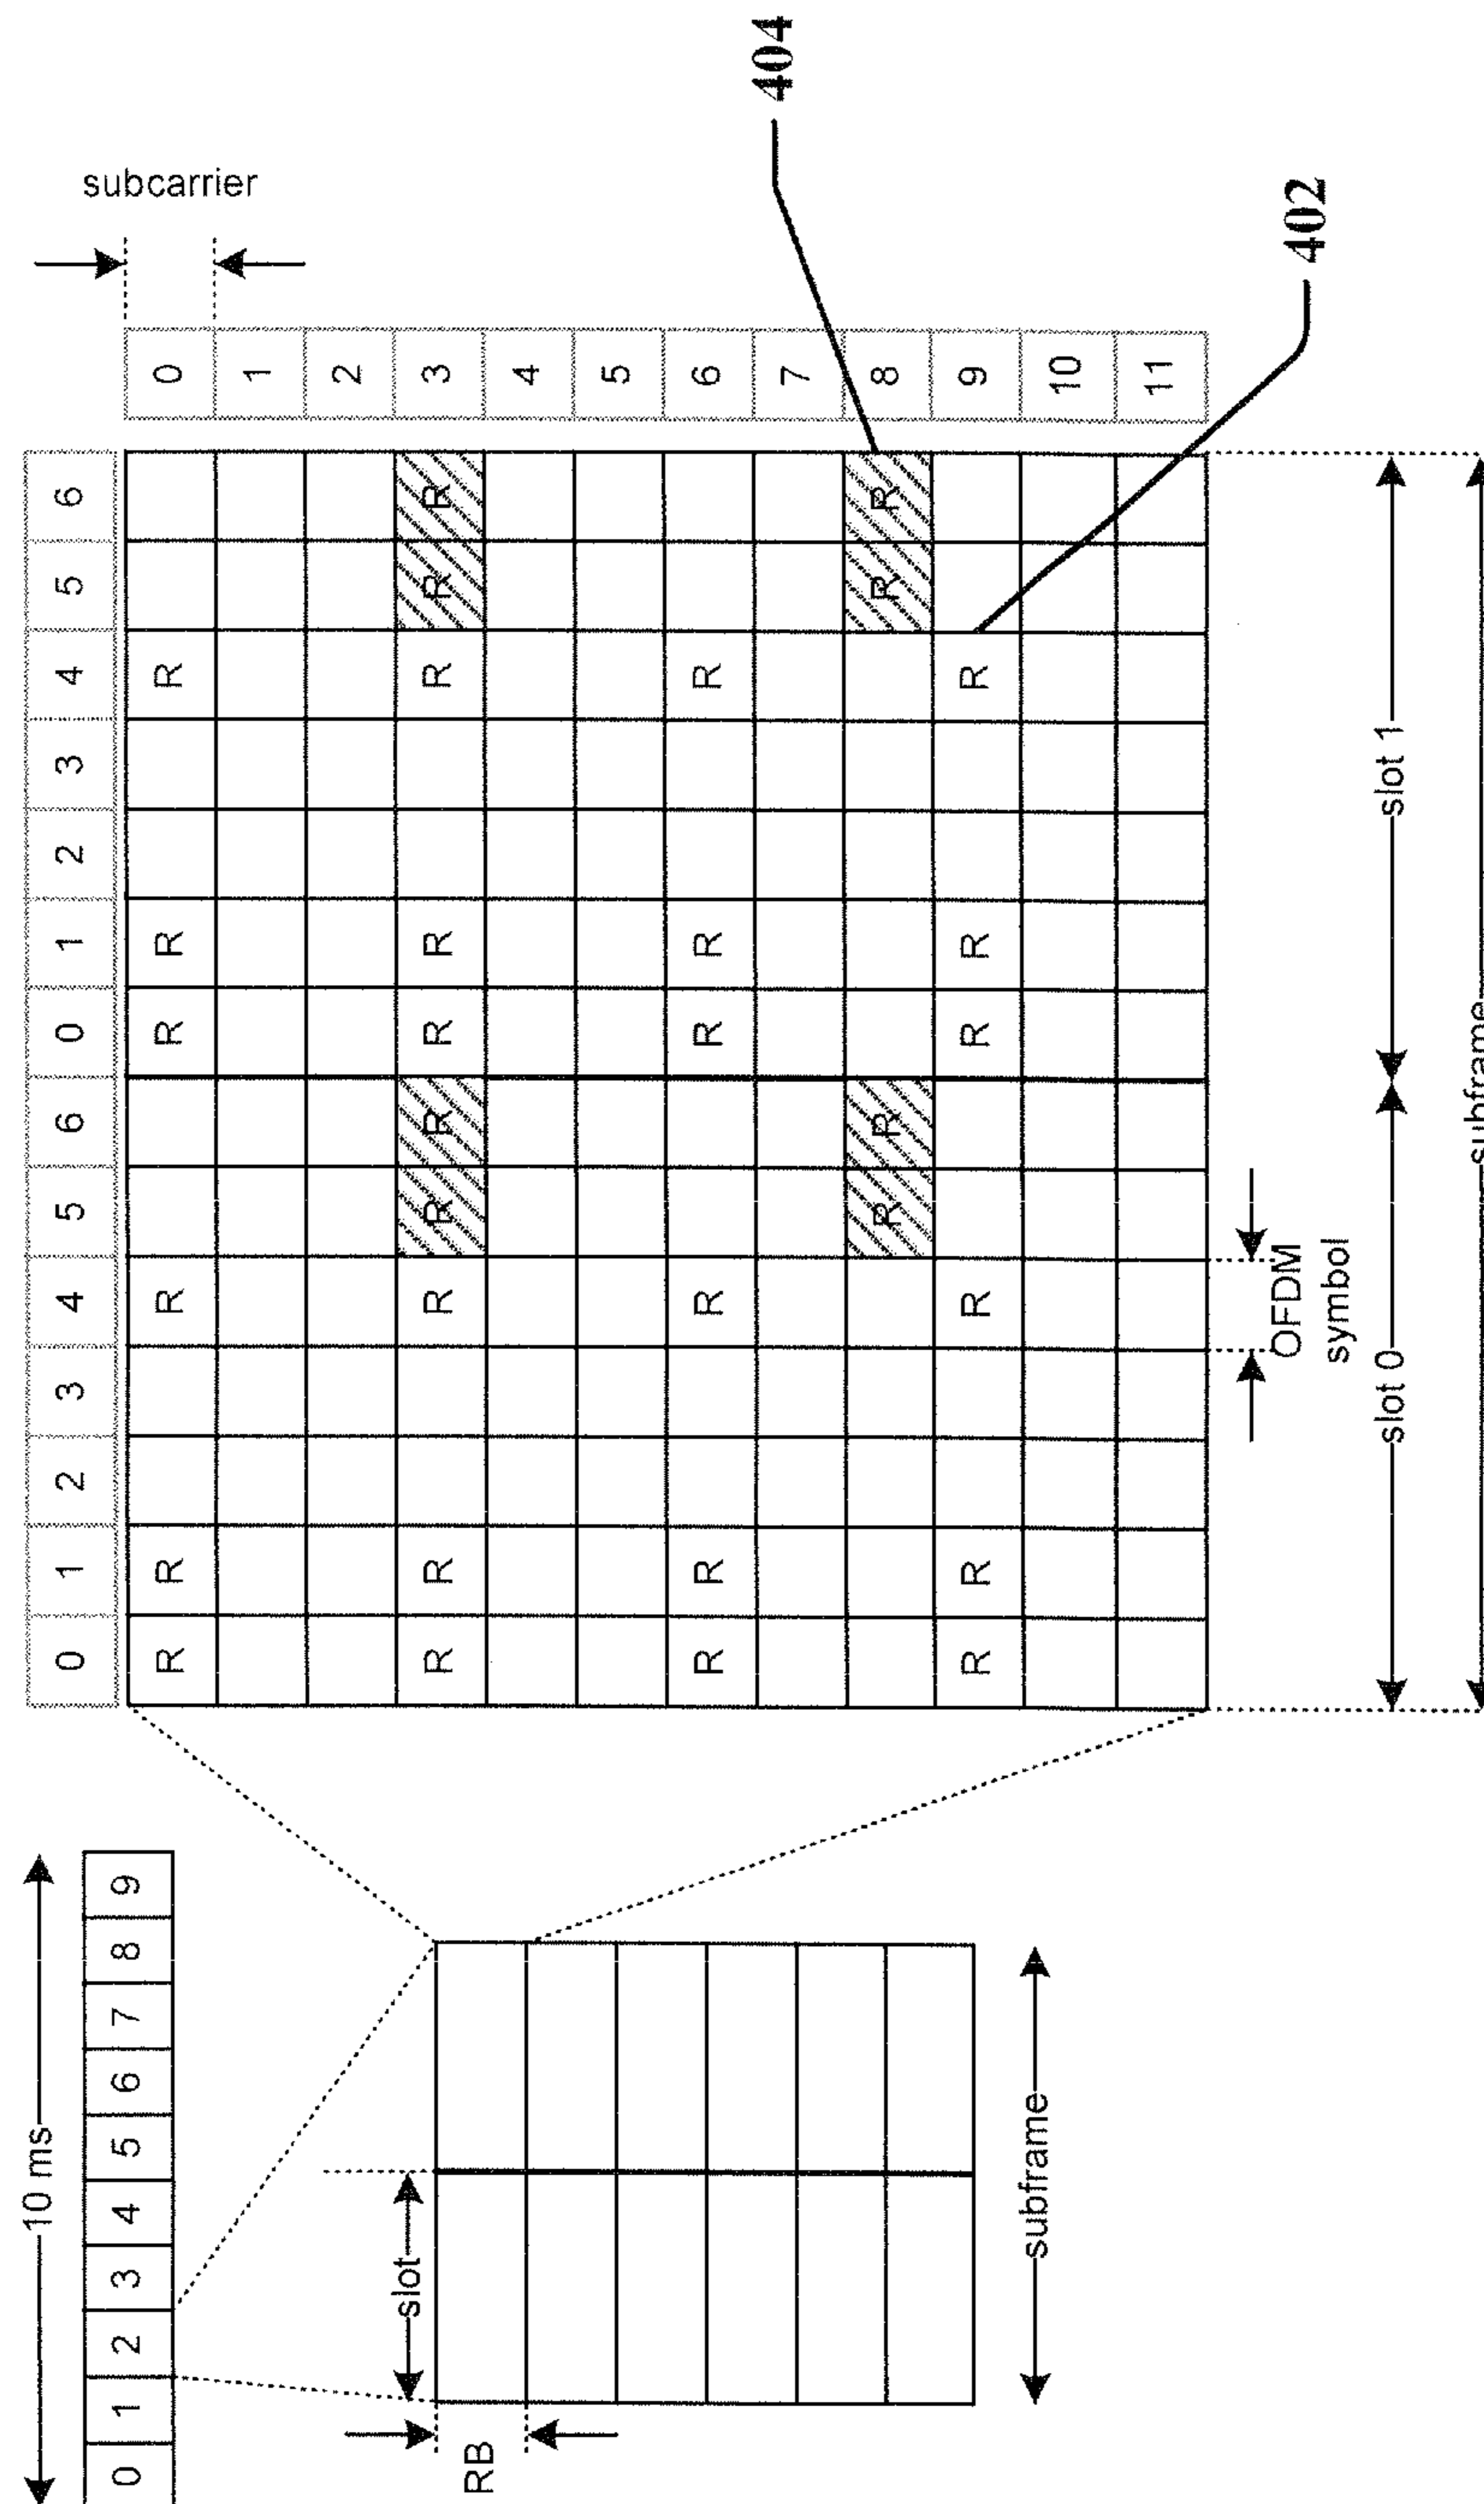 10 ms
0 1 2 3 4 5 6 7 8 9
slot
RB
subframe
0 1 2 3 4 5 6 0 1 2 3 4 5 6
subcarrier
R R R R R R 0
1
2
R R R R R R R R R R 3
4
5
R R R R R R 6
7
R R R R 8
R R R R R R 9
10
11
404
402
OFDM
symbol
slot 0 slot 1
subframe